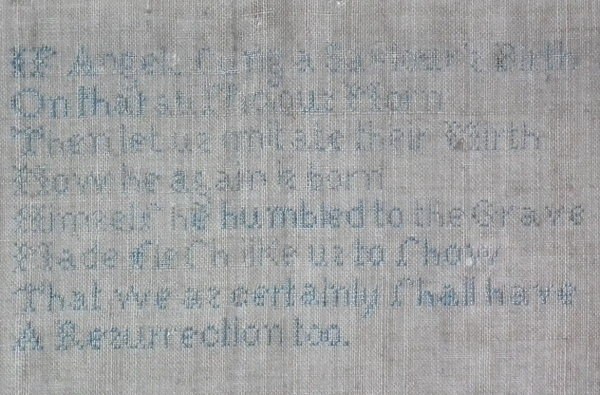 If Angels ſung a Saviour's Birth
On that auſpicious Morn
Then let us imitate their Mirth
Now he again is born
Himself he humbled to the Grave
Made fleſh like us to ſhow
That we as certainly ſhall have
A Resurrection too.